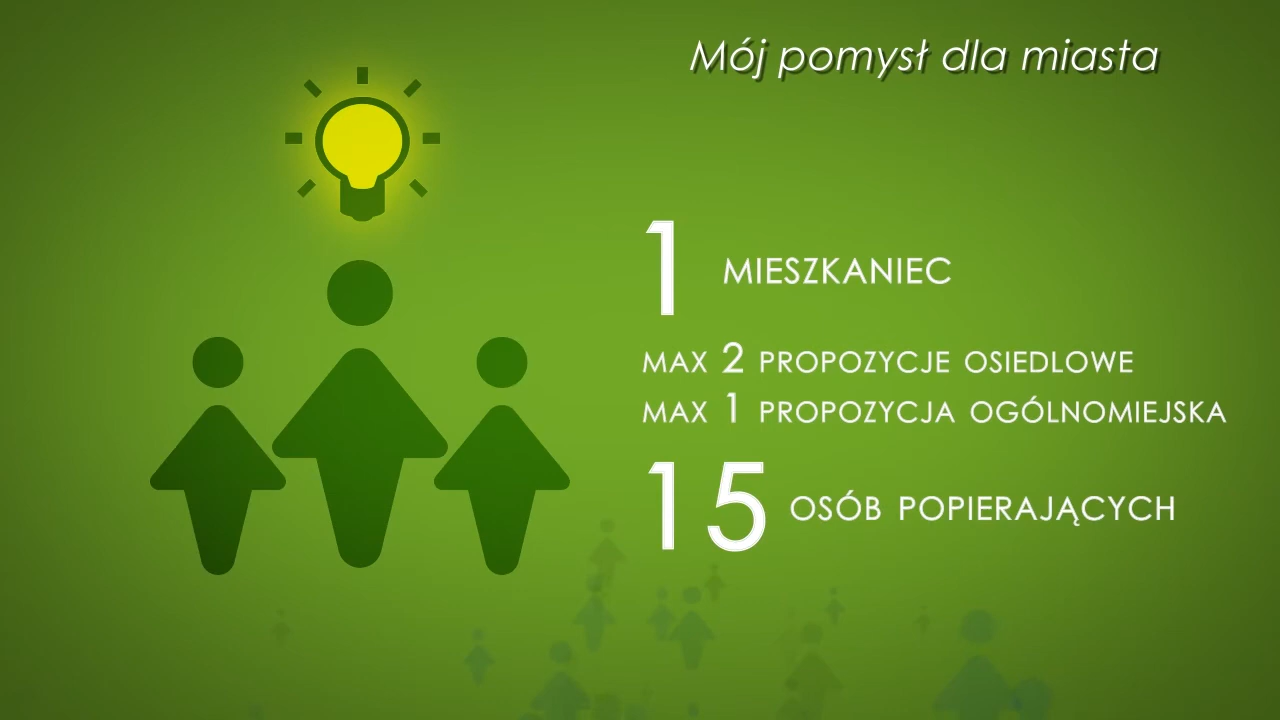 Mój pomysł dla miasta
1 MIESZKANIEC
MAX 2 PROPOZYCJE OSIEDLOWE
MAX 1 PROPOZYCJA OGÓLNOMIEJSKA
15 OSÓB POPIERAJĄCYCH